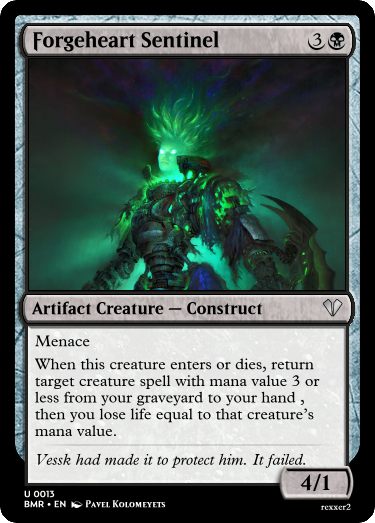 Forgeheart Sentinel 3
Artifact Creature — Construct
Menace
When this creature enters or dies, return
target creature spell with mana value 3 or
less from your graveyard to your hand , 
then you lose life equal to that creature's
mana value.
Vessk had made it to protect him. It failed.
4/1
U 0013
BMR • EN PAVEL KOLOMEYETS
rexxer2